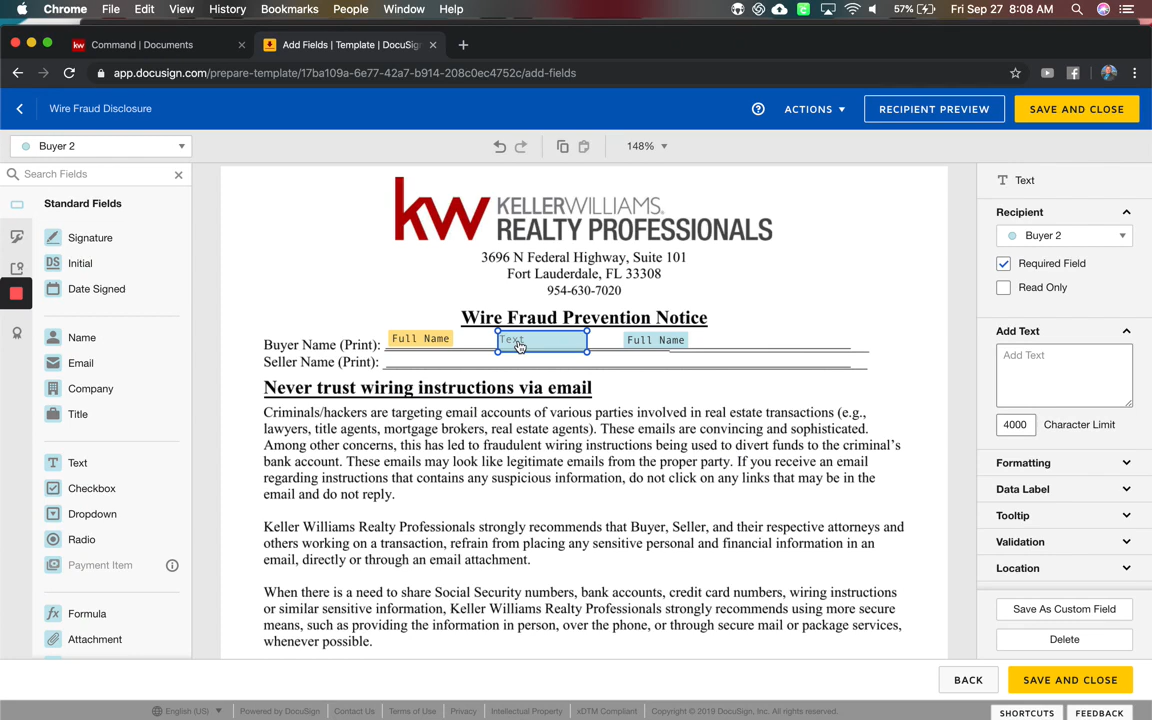 Chrome File Edit View History Bookmarks People Window Help 57% Fri Sep 27 8:08 AM
Command | Documents
Add Fields | Template | DocuSig
app.docusign.com/prepare-template/17ba109a-6e77-42a7-b914-208c0ec4752c/add-fields
Wire Fraud Disclosure
ACTIONS
RECIPIENT PREVIEW
SAVE AND CLOSE
Buyer 2
148%
Search Fields
Standard Fields
Signature
DS Initial
Date Signed
Name
Email
Company
Title
T Text
Checkbox
Dropdown
Radio
Payment Item
fx Formula
Attachment
kw KELLERWILLIAMS.
REALTY PROFESSIONALS
3696 N Federal Highway, Suite 101
Fort Lauderdale, FL 33308
954-630-7020
Wire Fraud Prevention Notice
Buyer Name (Print): Full Name Text Full Name
Seller Name (Print):
Never trust wiring instructions via email
Criminals/hackers are targeting email accounts of various parties involved in real estate transactions (e.g.,
lawyers, title agents, mortgage brokers, real estate agents). These emails are convincing and sophisticated.
Among other concerns, this has led to fraudulent wiring instructions being used to divert funds to the criminal's
bank account. These emails may look like legitimate emails from the proper party. If you receive an email
regarding instructions that contains any suspicious information, do not click on any links that may be in the
email and do not reply.
Keller Williams Realty Professionals strongly recommends that Buyer, Seller, and their respective attorneys and
others working on a transaction, refrain from placing any sensitive personal and financial information in an
email, directly or through an email attachment.
When there is a need to share Social Security numbers, bank accounts, credit card numbers, wiring instructions
or similar sensitive information, Keller Williams Realty Professionals strongly recommends using more secure
means, such as providing the information in person, over the phone, or through secure mail or package services,
whenever possible.
T Text
Recipient
Buyer 2
Required Field
Read Only
Add Text
Add Text
4000 Character Limit
Formatting
Data Label
Tooltip
Validation
Location
Save As Custom Field
Delete
BACK
SAVE AND CLOSE
English (US) Powered by DocuSign Contact Us Terms of Use Privacy Intellectual Property xDTM Compliant Copyright © 2019 DocuSign, Inc. All rights reserved.
SHORTCUTS
FEEDBACK